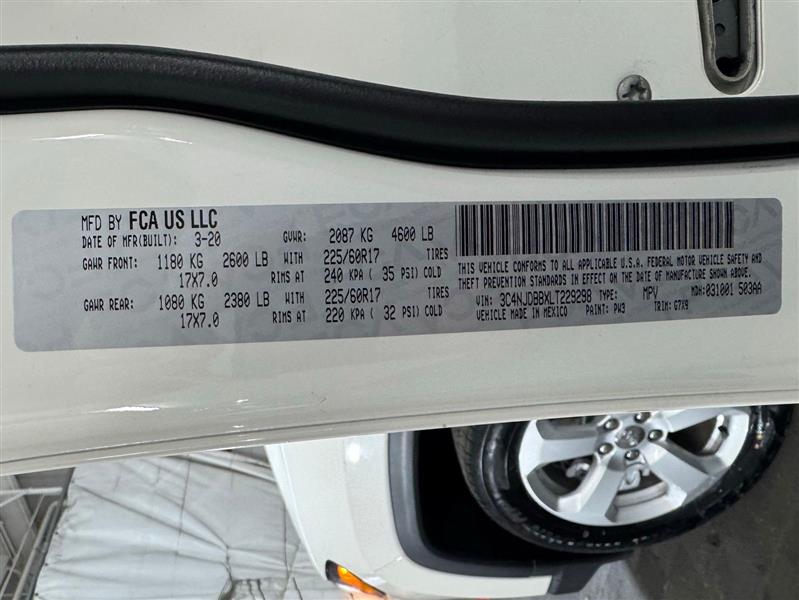 MFD BY FCA US LLC
DATE OF MFR(BUILT): 3-20 GVWR: 2087 KG 4600 LB
GAWR FRONT: 1180 KG 2600 LB WITH 225/60R17 TIRES
17X7.0 RIMS AT 240 KPA ( 35 PSI) COLD
GAWR REAR: 1080 KG 2380 LB WITH 225/60R17 TIRES
17X7.0 RIMS AT 220 KPA ( 32 PSI) COLD
THIS VEHICLE CONFORMS TO ALL APPLICABLE U.S.A. FEDERAL MOTOR VEHICLE SAFETY AND
THEFT PREVENTION STANDARDS IN EFFECT ON THE DATE OF MANUFACTURE SHOWN ABOVE.
VIN: 3C4NJDBBXLT229298 TYPE: MPV MDH:031001 503AA
VEHICLE MADE IN MEXICO PAINT: PW3 TRIM: G7X9